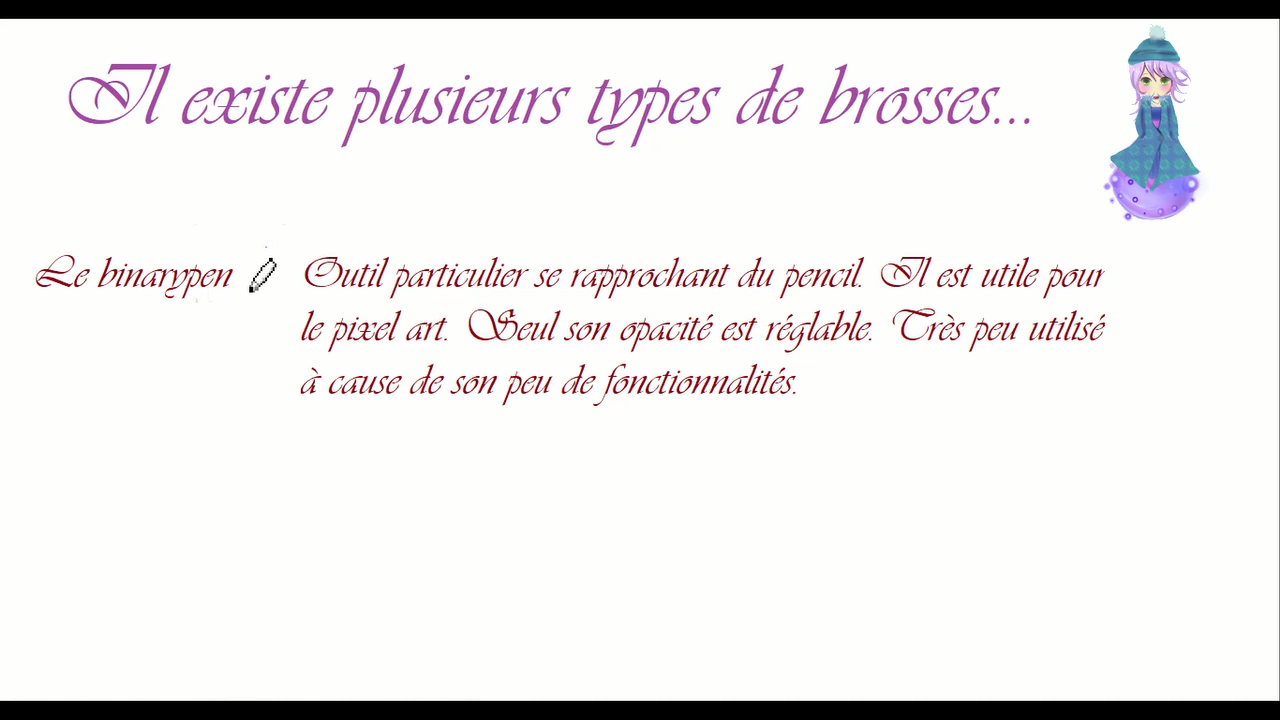 Il existe plusieurs types de brosses...
Le binarypen Outil particulier se rapprochant du pencil. Il est utile pour
le pixel art. Seul son opacité est réglable. Très peu utilisé
à cause de son peu de fonctionnalités.